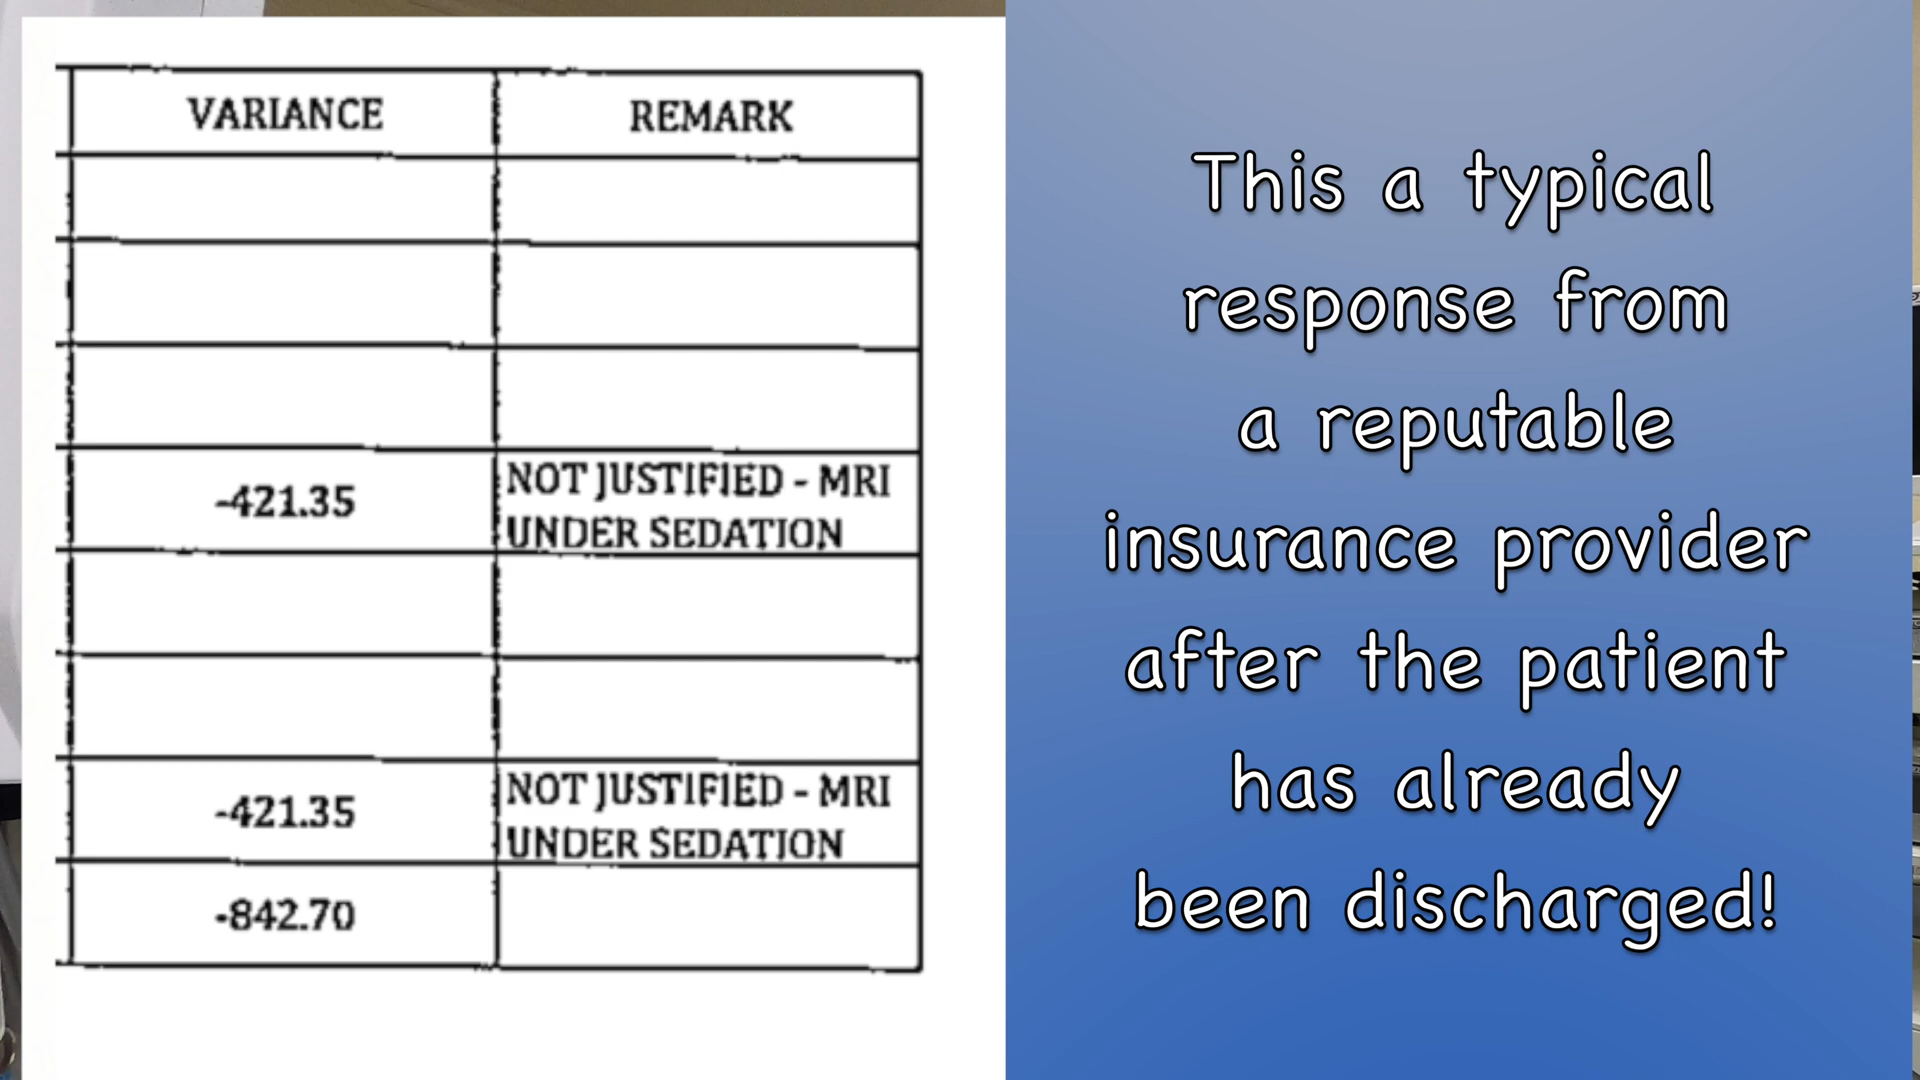 VARIANCE REMARK
-421.35 NOT JUSTIFIED - MRI
UNDER SEDATION
-421.35 NOT JUSTIFIED - MRI
UNDER SEDATION
-842.70
This a typical
response from
a reputable
insurance provider
after the patient
has already
been discharged!